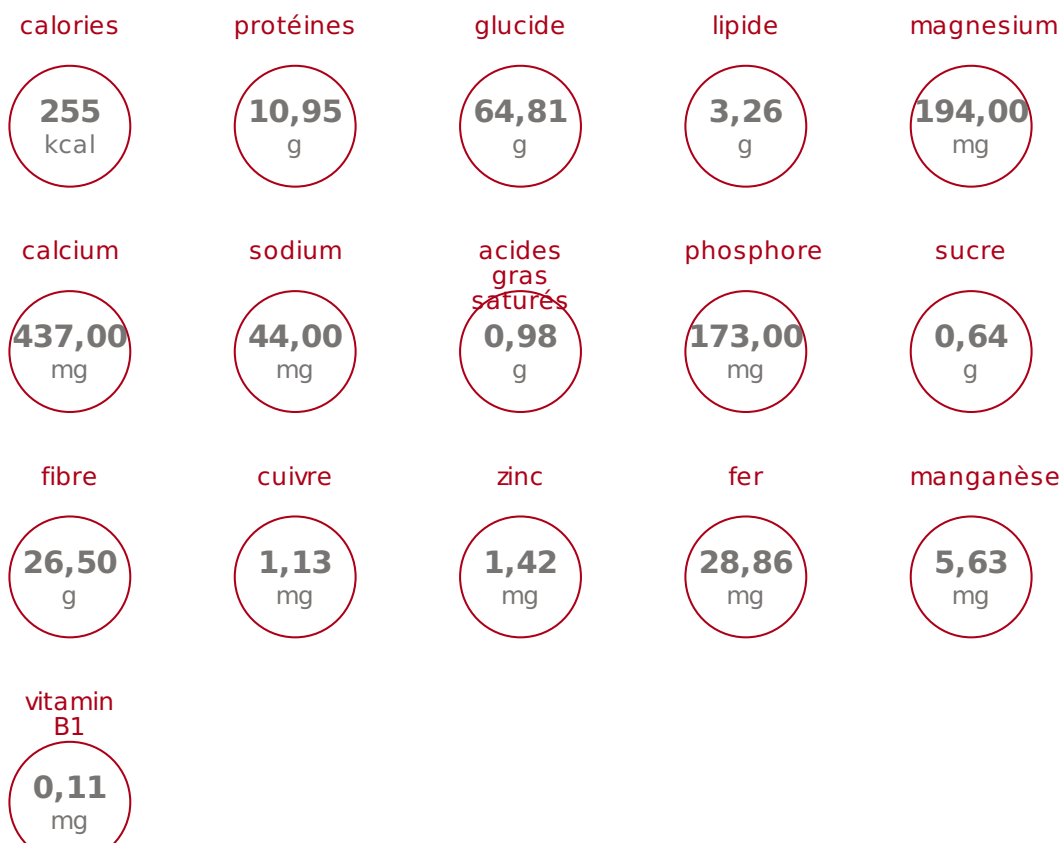 calories
255
kcal
protéines
10,95
g
glucide
64,81
g
lipide
3,26
g
magnesium
194,00
mg
calcium
437,00
mg
sodium
44,00
mg
acides
gras
saturés
0,98
g
phosphore
173,00
mg
sucre
0,64
g
fibre
26,50
g
cuivre
1,13
mg
zinc
1,42
mg
fer
28,86
mg
manganèse
5,63
mg
vitamin
B1
0,11
mg